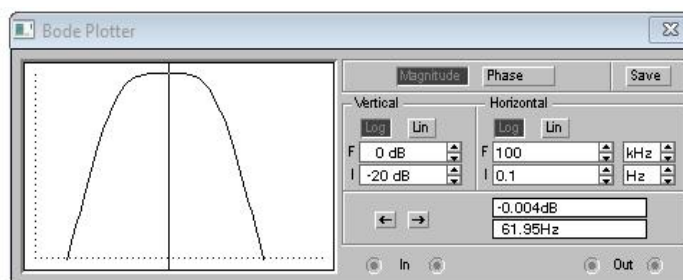 Bode Plotter
Magnitude Phase Save
Vertical Horizontal
Log Lin Log Lin
F 0 dB F 100 kHz
I -20 dB I 0.1 Hz
← → -0.004dB
61.95Hz
In Out